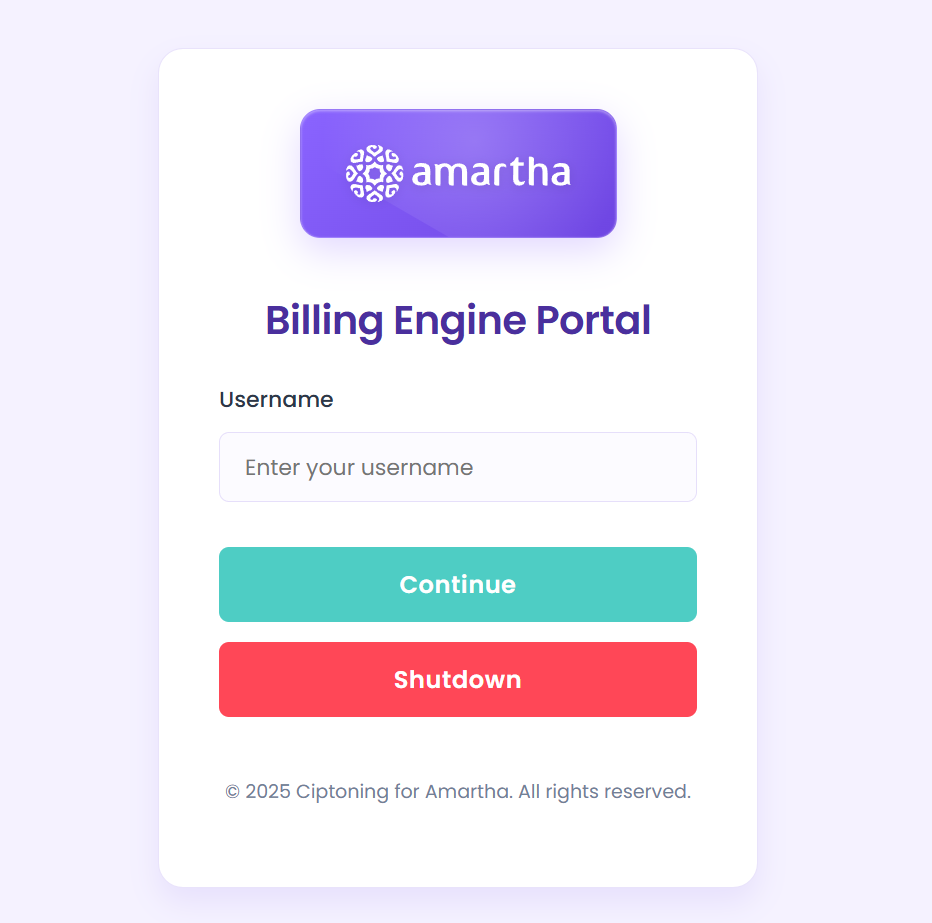 amartha
Billing Engine Portal
Username
Enter your username
Continue
Shutdown
© 2025 Ciptoning for Amartha. All rights reserved.